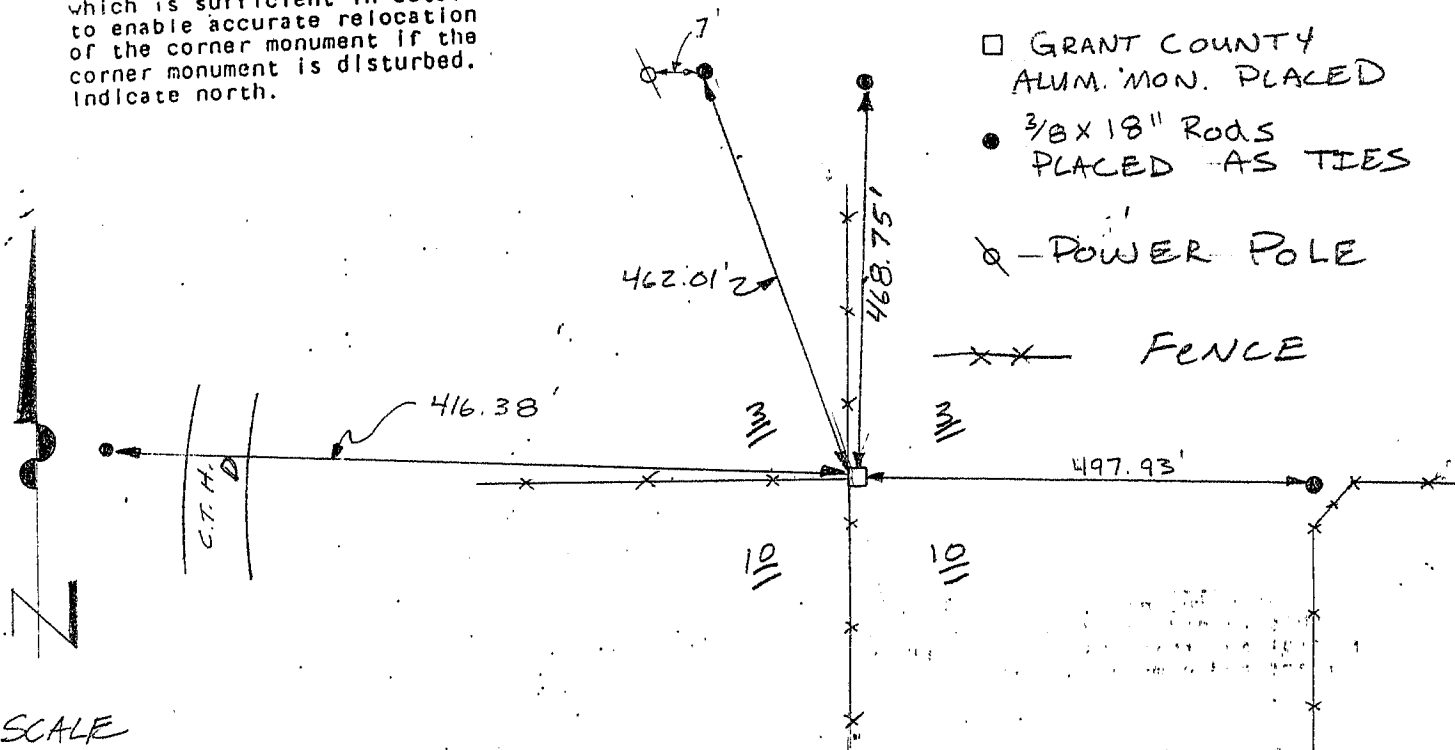 which is sufficient in
to enable accurate relocation
of the corner monument if the
corner monument is disturbed.
Indicate north.
7'
□ GRANT COUNTY
ALUM. MON. PLACED
● 3/8 X 18" Rods
PLACED AS TIES
- POWER POLE
FENCE
462.01'
468.75'
416.38'
3
3
C.T.H.
D
497.93'
10
10
N
SCALE